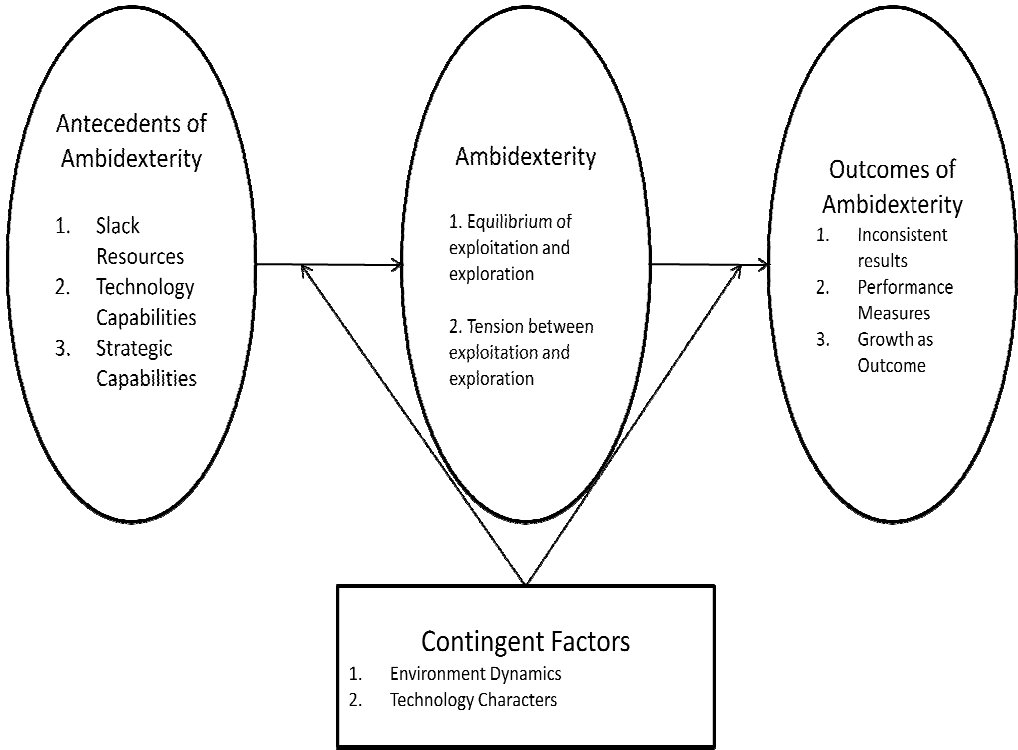 Antecedents of
Ambidexterity
1. Slack
Resources
2. Technology
Capabilities
3. Strategic
Capabilities
Ambidexterity
1. Equilibrium of
exploitation and
exploration
2. Tension between
exploitation and
exploration
Outcomes of
Ambidexterity
1. Inconsistent
results
2. Performance
Measures
3. Growth as
Outcome
Contingent Factors
1. Environment Dynamics
2. Technology Characters